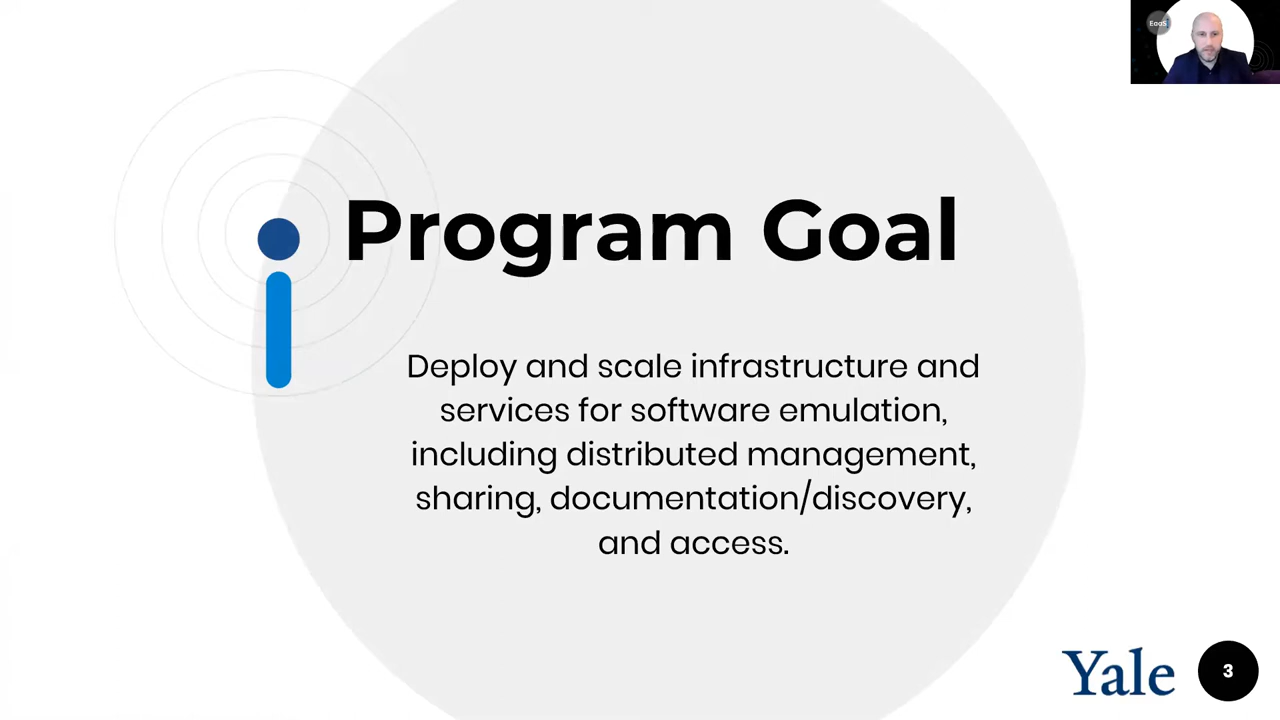 EaaS
Program Goal
Deploy and scale infrastructure and
services for software emulation,
including distributed management,
sharing, documentation/discovery,
and access.
Yale
3